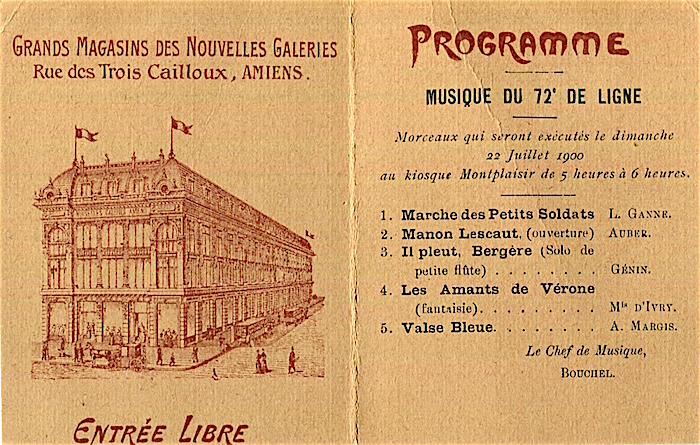 GRANDS MAGASINS DES NOUVELLES GALERIES
Rue des Trois Cailloux, AMIENS.
ENTRÉE LIBRE
PROGRAMME
MUSIQUE DU 72e DE LIGNE
Morceaux qui seront exécutés le dimanche
22 Juillet 1900
au kiosque Montplaisir de 5 heures à 6 heures.
1. Marche des Petits Soldats L. GANNE.
2. Manon Lescaut, (ouverture) AUBER.
3. Il pleut, Bergère (Solo de
petite flûte) . . . . . . . . GÉNIN.
4. Les Amants de Vérone
(fantaisie). . . . . . . . . Mis D'IVRY.
5. Valse Bleue. . . . . . . . A. MARGIS.
Le Chef de Musique,
BOUCHEL.